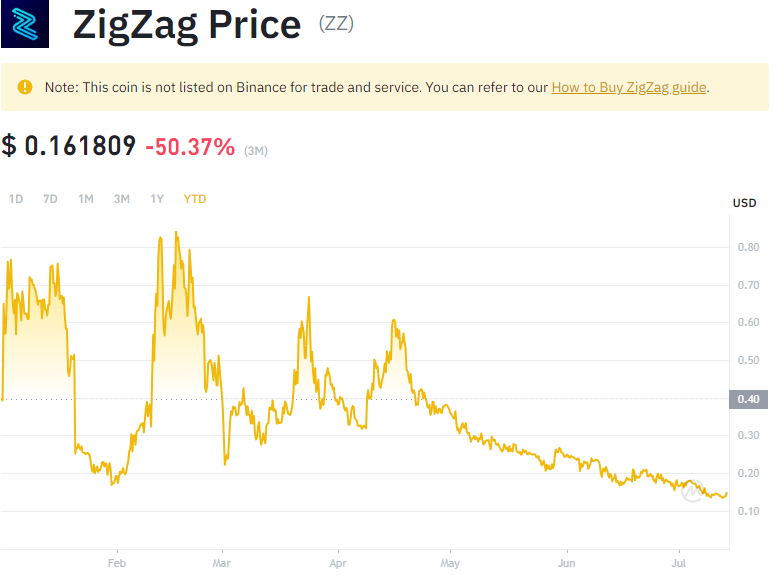 ZigZag Price (ZZ)
Note: This coin is not listed on Binance for trade and service. You can refer to our How to Buy ZigZag guide.
$ 0.161809 -50.37% (3M)
1D 7D 1M 3M 1Y YTD
USD
0.80
0.70
0.60
0.50
0.40
0.30
0.20
0.10
Feb Mar Apr May Jun Jul